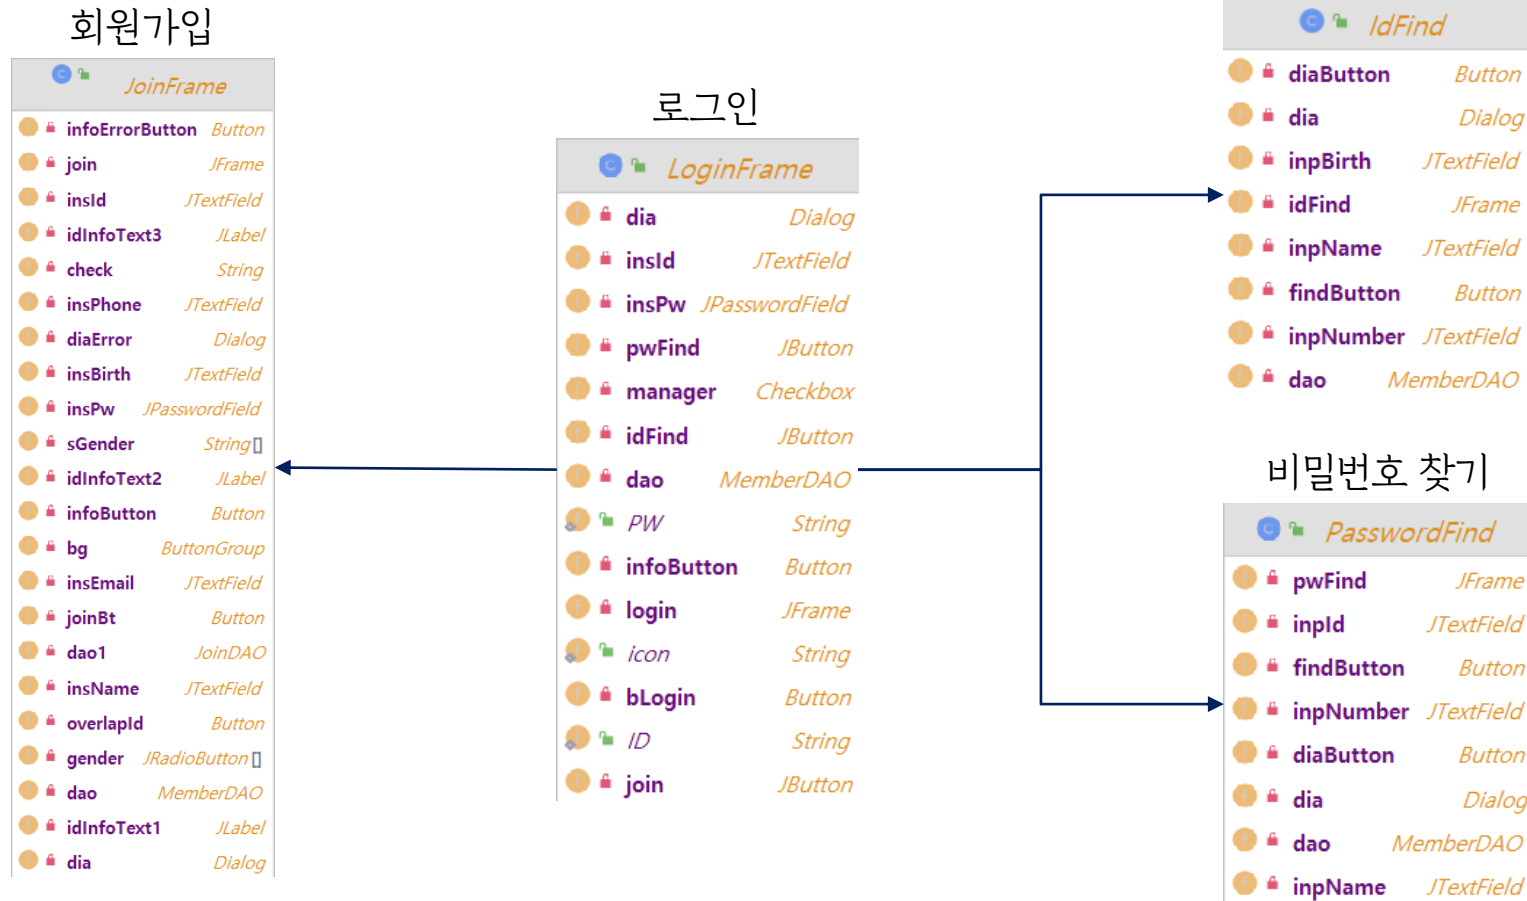 회원가입
JoinFrame
infoErrorButton Button
join JFrame
insId JTextField
idInfoText3 JLabel
check String
insPhone JTextField
diaError Dialog
insBirth JTextField
insPw JPasswordField
sGender String[]
idInfoText2 JLabel
infoButton Button
bg ButtonGroup
insEmail JTextField
joinBt Button
dao1 JoinDAO
insName JTextField
overlapId Button
gender JRadioButton[]
dao MemberDAO
idInfoText1 JLabel
dia Dialog
로그인
LoginFrame
dia Dialog
insId JTextField
insPw JPasswordField
pwFind JButton
manager Checkbox
idFind JButton
dao MemberDAO
PW String
infoButton Button
login JFrame
icon String
bLogin Button
ID String
join JButton
IdFind
diaButton Button
dia Dialog
inpBirth JTextField
idFind JFrame
inpName JTextField
findButton Button
inpNumber JTextField
dao MemberDAO
비밀번호 찾기
PasswordFind
pwFind JFrame
inpId JTextField
findButton Button
inpNumber JTextField
diaButton Button
dia Dialog
dao MemberDAO
inpName JTextField